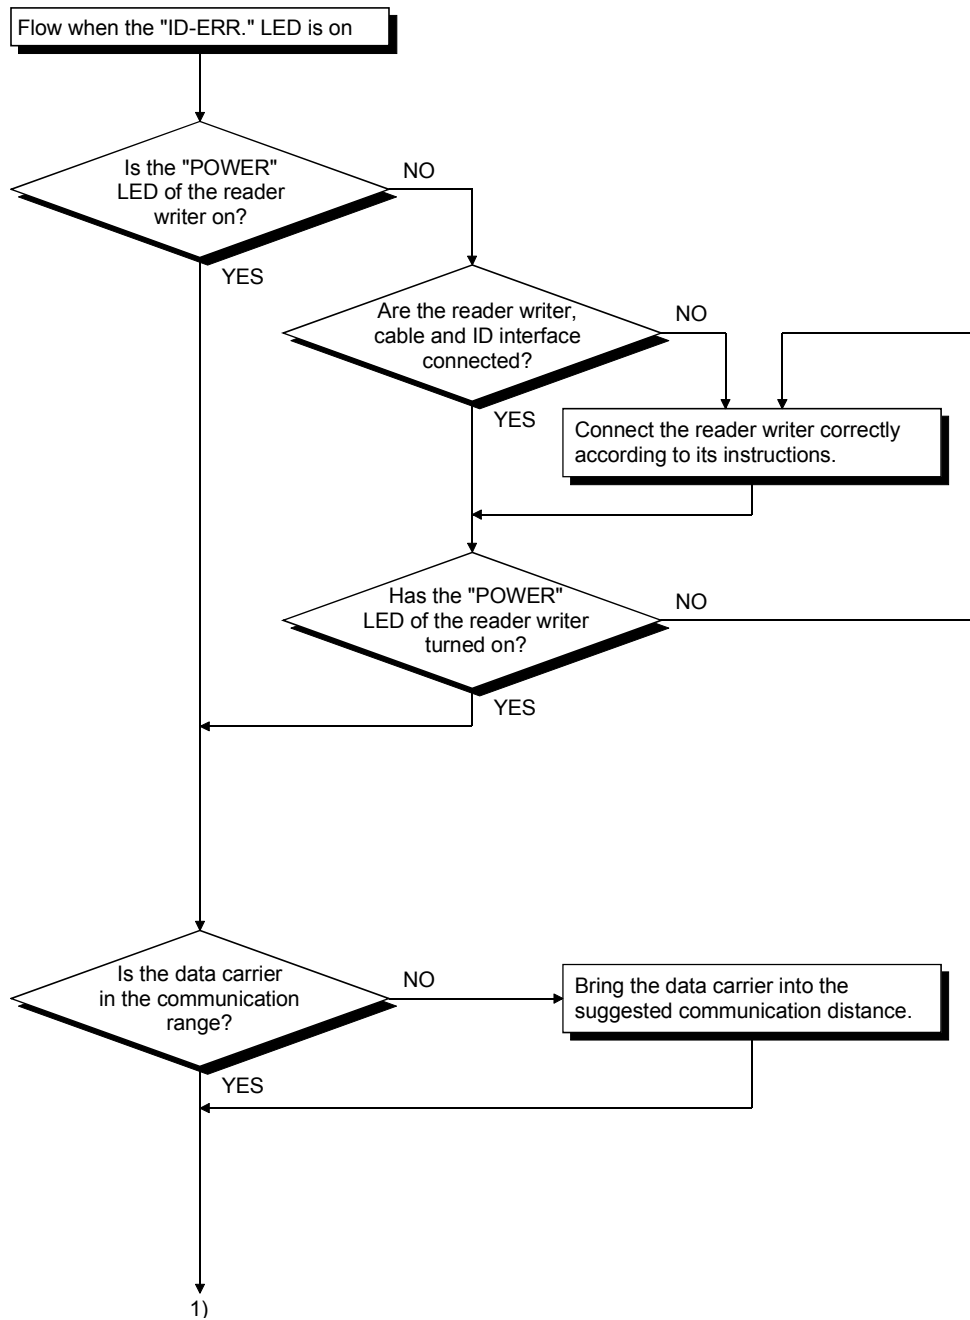 Flow when the "ID-ERR." LED is on
Is the "POWER"
LED of the reader
writer on?
NO
YES
Are the reader writer,
cable and ID interface
connected?
NO
YES
Connect the reader writer correctly
according to its instructions.
Has the "POWER"
LED of the reader writer
turned on?
NO
YES
Is the data carrier
in the communication
range?
NO
Bring the data carrier into the
suggested communication distance.
YES
1)